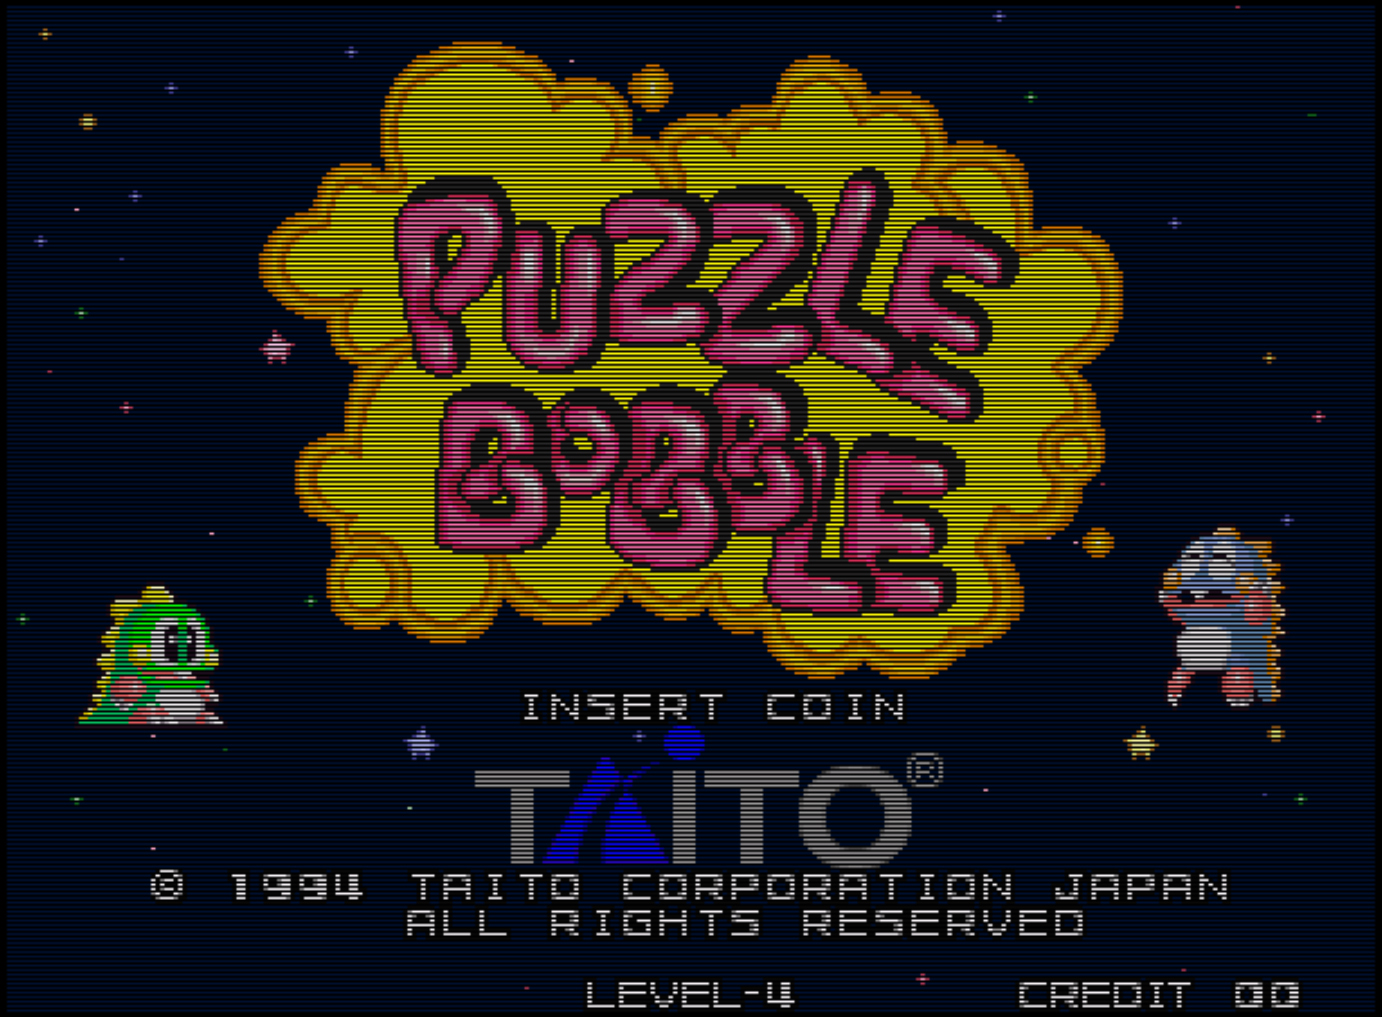 PUZZLE
BOBBLE
INSERT COIN
TAITO®
© 1994 TAITO CORPORATION JAPAN
ALL RIGHTS RESERVED
LEVEL-4 CREDIT 00